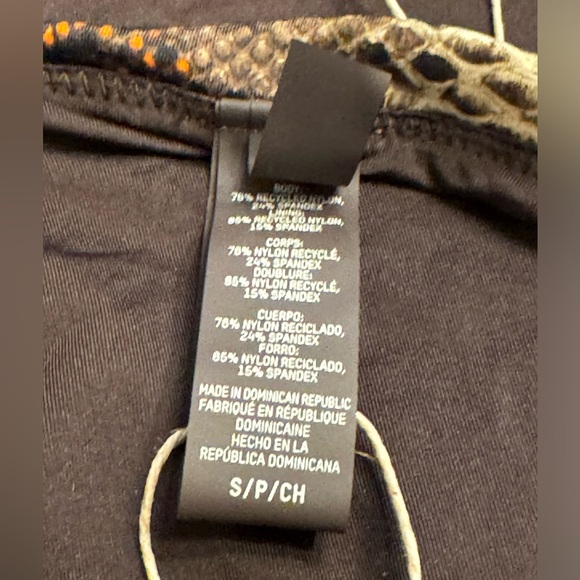 BODY:
76% RECYCLED NYLON,
24% SPANDEX
LINING:
85% RECYCLED NYLON,
15% SPANDEX
CORPS:
76% NYLON RECYCLÉ,
24% SPANDEX
DOUBLURE:
85% NYLON RECYCLÉ,
15% SPANDEX
CUERPO:
76% NYLON RECICLADO,
24% SPANDEX
FORRO:
85% NYLON RECICLADO,
15% SPANDEX
MADE IN DOMINICAN REPUBLIC
FABRIQUÉ EN RÉPUBLIQUE
DOMINICAINE
HECHO EN LA
REPÚBLICA DOMINICANA
S/P/CH